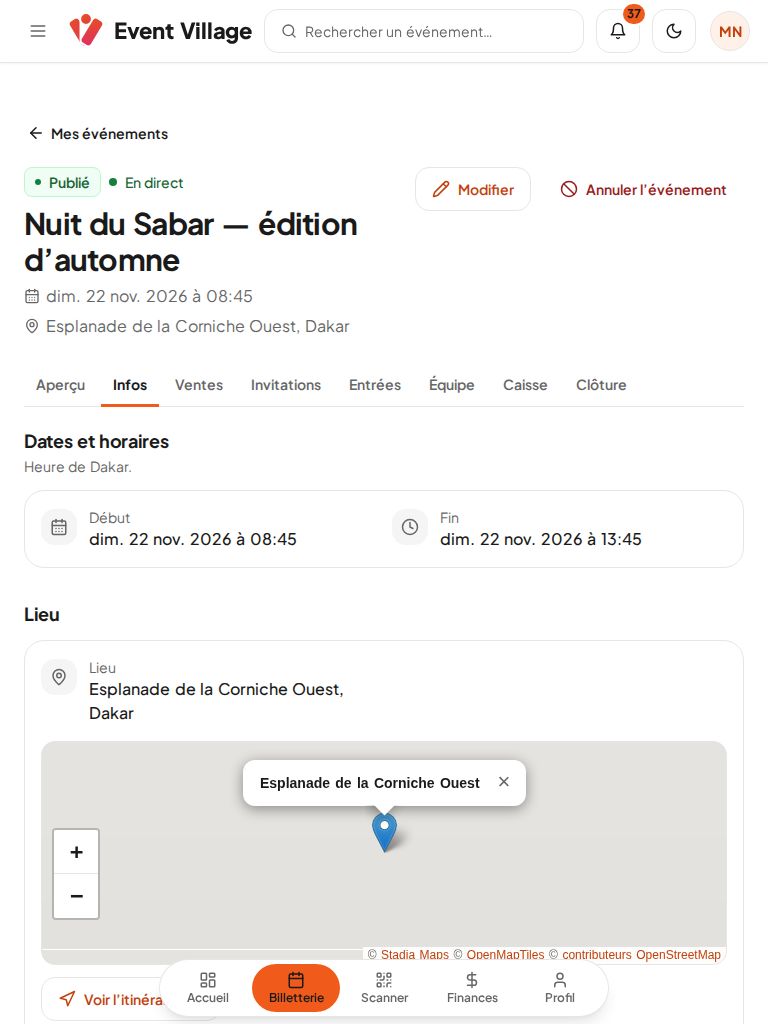 Event Village
Rechercher un événement...
37
MN
Mes événements
Publié
En direct
Modifier
Annuler l'événement
Nuit du Sabar — édition
d'automne
dim. 22 nov. 2026 à 08:45
Esplanade de la Corniche Ouest, Dakar
Aperçu
Infos
Ventes
Invitations
Entrées
Équipe
Caisse
Clôture
Dates et horaires
Heure de Dakar.
Début
dim. 22 nov. 2026 à 08:45
Fin
dim. 22 nov. 2026 à 13:45
Lieu
Lieu
Esplanade de la Corniche Ouest,
Dakar
Esplanade de la Corniche Ouest
+
−
© Stadia Maps © OpenMapTiles © contributeurs OpenStreetMap
Voir l'itinéra
Accueil
Billetterie
Scanner
Finances
Profil